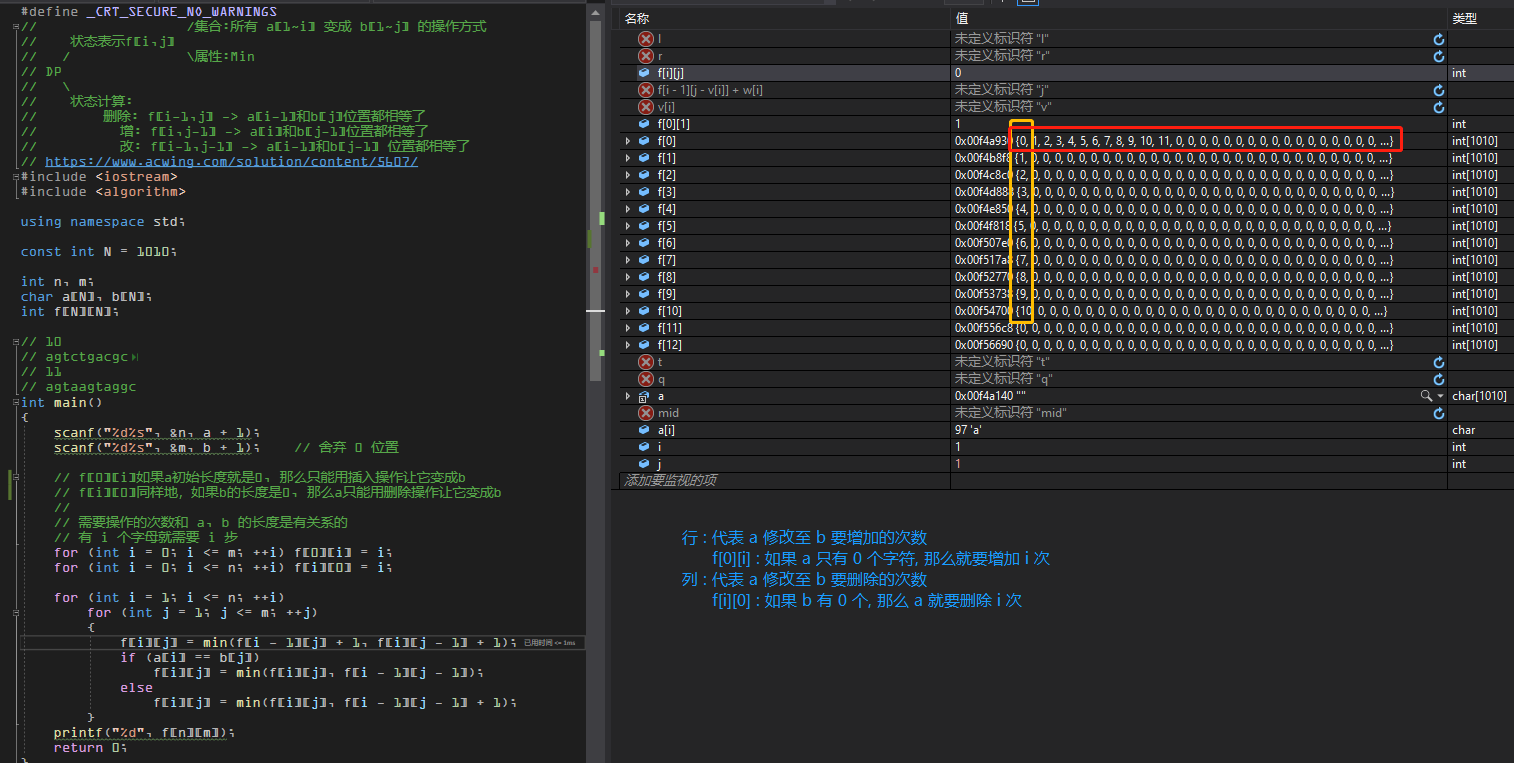 #define _CRT_SECURE_NO_WARNINGS
// /集合:所有 a[1~i] 变成 b[1~j] 的操作方式
// 状态表示f[i,j]
// / \属性:Min
// DP
// \
// 状态计算:
// 删除: f[i-1,j] -> a[i-1]和b[j]位置都相等了
// 增: f[i,j-1] -> a[i]和b[j-1]位置都相等了
// 改: f[i-1,j-1] -> a[i-1]和b[j-1] 位置都相等了
// https://www.acwing.com/solution/content/5607/
#include <iostream>
#include <algorithm>
using namespace std;
const int N = 1010;
int n, m;
char a[N], b[N];
int f[N][N];
// 10
// agtctgacgc
// 11
// agtaagtaggc
int main()
{
scanf("%d%s", &n, a + 1);
scanf("%d%s", &m, b + 1); // 舍弃 0 位置
// f[0][i]如果a初始长度就是0, 那么只能用插入操作让它变成b
// f[i][0]同样地, 如果b的长度是0, 那么a只能用删除操作让它变成b
//
// 需要操作的次数和 a, b 的长度是有关系的
// 有 i 个字母就需要 i 步
for (int i = 0; i <= m; ++i) f[0][i] = i;
for (int i = 0; i <= n; ++i) f[i][0] = i;
for (int i = 1; i <= n; ++i)
for (int j = 1; j <= m; ++j)
{
f[i][j] = min(f[i - 1][j] + 1, f[i][j - 1] + 1); 已用时间 <= 1ms
if (a[i] == b[j])
f[i][j] = min(f[i][j], f[i - 1][j - 1]);
else
f[i][j] = min(f[i][j], f[i - 1][j - 1] + 1);
}
printf("%d", f[n][m]);
return 0;
名称 值 类型
l 未定义标识符 "l"
r 未定义标识符 "r"
f[i][j] 0 int
f[i - 1][j - v[i]] + w[i] 未定义标识符 "j"
v[i] 未定义标识符 "v"
f[0][1] 1 int
f[0] 0x00f4a930 {0, 1, 2, 3, 4, 5, 6, 7, 8, 9, 10, 11, 0, 0, 0, 0, 0, 0, 0, 0, 0, 0, 0, 0, 0, 0, 0, 0, 0, ...} int[1010]
f[1] 0x00f4b8f8 {1, 0, 0, 0, 0, 0, 0, 0, 0, 0, 0, 0, 0, 0, 0, 0, 0, 0, 0, 0, 0, 0, 0, 0, 0, 0, 0, 0, 0, 0, ...} int[1010]
f[2] 0x00f4c8c0 {2, 0, 0, 0, 0, 0, 0, 0, 0, 0, 0, 0, 0, 0, 0, 0, 0, 0, 0, 0, 0, 0, 0, 0, 0, 0, 0, 0, 0, 0, ...} int[1010]
f[3] 0x00f4d888 {3, 0, 0, 0, 0, 0, 0, 0, 0, 0, 0, 0, 0, 0, 0, 0, 0, 0, 0, 0, 0, 0, 0, 0, 0, 0, 0, 0, 0, 0, ...} int[1010]
f[4] 0x00f4e850 {4, 0, 0, 0, 0, 0, 0, 0, 0, 0, 0, 0, 0, 0, 0, 0, 0, 0, 0, 0, 0, 0, 0, 0, 0, 0, 0, 0, 0, 0, ...} int[1010]
f[5] 0x00f4f818 {5, 0, 0, 0, 0, 0, 0, 0, 0, 0, 0, 0, 0, 0, 0, 0, 0, 0, 0, 0, 0, 0, 0, 0, 0, 0, 0, 0, 0, 0, ...} int[1010]
f[6] 0x00f507e0 {6, 0, 0, 0, 0, 0, 0, 0, 0, 0, 0, 0, 0, 0, 0, 0, 0, 0, 0, 0, 0, 0, 0, 0, 0, 0, 0, 0, 0, 0, ...} int[1010]
f[7] 0x00f517a8 {7, 0, 0, 0, 0, 0, 0, 0, 0, 0, 0, 0, 0, 0, 0, 0, 0, 0, 0, 0, 0, 0, 0, 0, 0, 0, 0, 0, 0, 0, ...} int[1010]
f[8] 0x00f52770 {8, 0, 0, 0, 0, 0, 0, 0, 0, 0, 0, 0, 0, 0, 0, 0, 0, 0, 0, 0, 0, 0, 0, 0, 0, 0, 0, 0, 0, 0, ...} int[1010]
f[9] 0x00f53738 {9, 0, 0, 0, 0, 0, 0, 0, 0, 0, 0, 0, 0, 0, 0, 0, 0, 0, 0, 0, 0, 0, 0, 0, 0, 0, 0, 0, 0, 0, ...} int[1010]
f[10] 0x00f54700 {10, 0, 0, 0, 0, 0, 0, 0, 0, 0, 0, 0, 0, 0, 0, 0, 0, 0, 0, 0, 0, 0, 0, 0, 0, 0, 0, 0, 0, ...} int[1010]
f[11] 0x00f556c8 {0, 0, 0, 0, 0, 0, 0, 0, 0, 0, 0, 0, 0, 0, 0, 0, 0, 0, 0, 0, 0, 0, 0, 0, 0, 0, 0, 0, 0, 0, ...} int[1010]
f[12] 0x00f56690 {0, 0, 0, 0, 0, 0, 0, 0, 0, 0, 0, 0, 0, 0, 0, 0, 0, 0, 0, 0, 0, 0, 0, 0, 0, 0, 0, 0, 0, 0, ...} int[1010]
t 未定义标识符 "t"
q 未定义标识符 "q"
a 0x00f4a140 "" char[1010]
mid 未定义标识符 "mid"
a[i] 97 'a' char
i 1 int
j 1 int
添加要监视的项
行 : 代表 a 修改至 b 要增加的次数
f[0][i] : 如果 a 只有 0 个字符, 那么就要增加 i 次
列 : 代表 a 修改至 b 要删除的次数
f[i][0] : 如果 b 有 0 个, 那么 a 就要删除 i 次